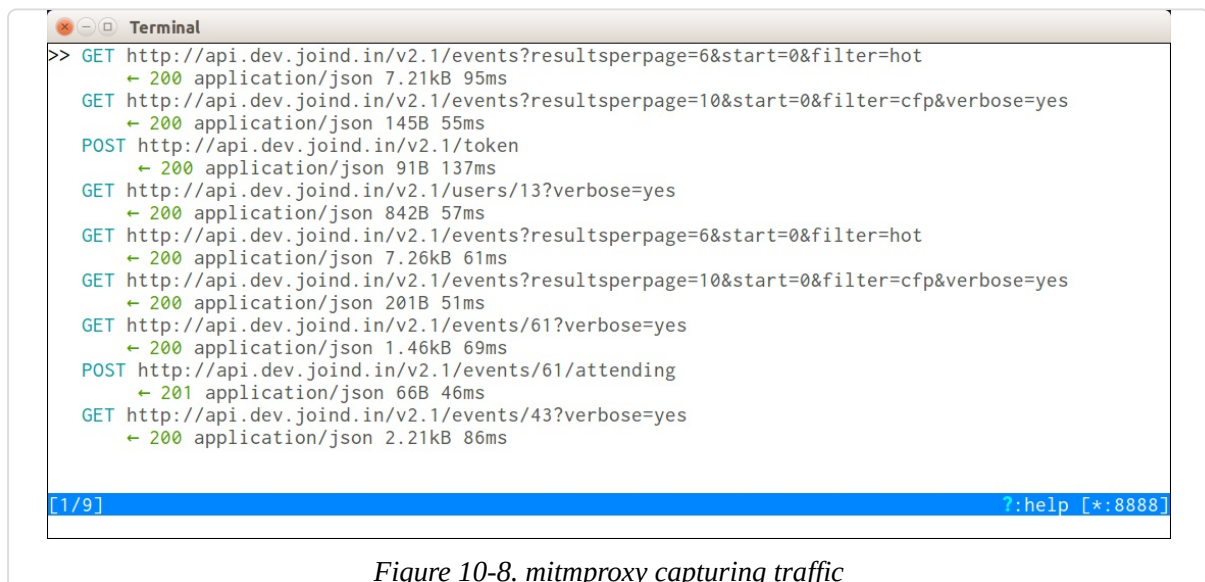 Terminal
>> GET http://api.dev.joind.in/v2.1/events?resultsperpage=6&start=0&filter=hot
← 200 application/json 7.21kB 95ms
GET http://api.dev.joind.in/v2.1/events?resultsperpage=10&start=0&filter=cfp&verbose=yes
← 200 application/json 145B 55ms
POST http://api.dev.joind.in/v2.1/token
← 200 application/json 91B 137ms
GET http://api.dev.joind.in/v2.1/users/13?verbose=yes
← 200 application/json 842B 57ms
GET http://api.dev.joind.in/v2.1/events?resultsperpage=6&start=0&filter=hot
← 200 application/json 7.26kB 61ms
GET http://api.dev.joind.in/v2.1/events?resultsperpage=10&start=0&filter=cfp&verbose=yes
← 200 application/json 201B 51ms
GET http://api.dev.joind.in/v2.1/events/61?verbose=yes
← 200 application/json 1.46kB 69ms
POST http://api.dev.joind.in/v2.1/events/61/attending
← 201 application/json 66B 46ms
GET http://api.dev.joind.in/v2.1/events/43?verbose=yes
← 200 application/json 2.21kB 86ms
[1/9] ?:help [*:8888]
Figure 10-8. mitmproxy capturing traffic